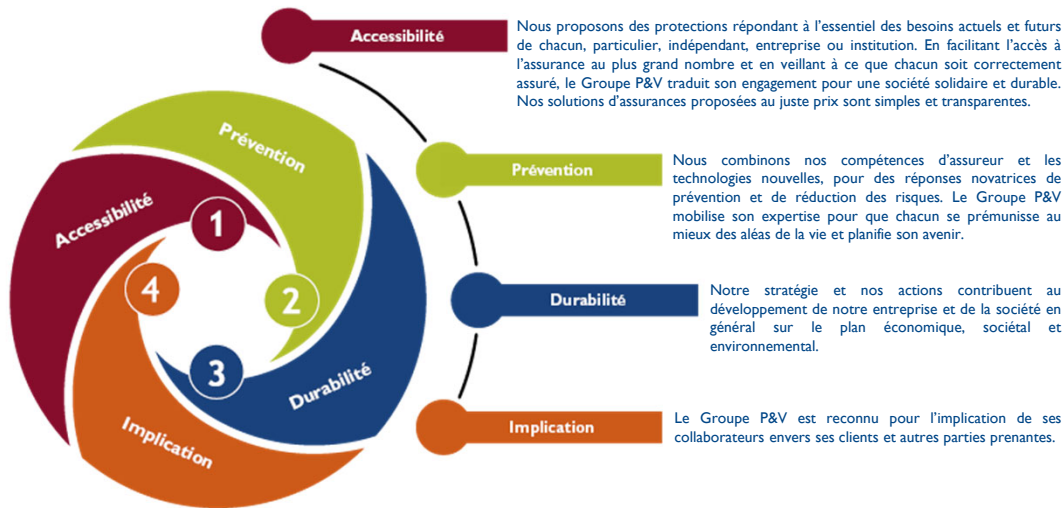 Accessibilité
Nous proposons des protections répondant à l’essentiel des besoins actuels et futurs
de chacun, particulier, indépendant, entreprise ou institution. En facilitant l’accès à
l’assurance au plus grand nombre et en veillant à ce que chacun soit correctement
assuré, le Groupe P&V traduit son engagement pour une société solidaire et durable.
Nos solutions d’assurances proposées au juste prix sont simples et transparentes.
Prévention
Nous combinons nos compétences d’assureur et les
technologies nouvelles, pour des réponses novatrices de
prévention et de réduction des risques. Le Groupe P&V
mobilise son expertise pour que chacun se prémunisse au
mieux des aléas de la vie et planifie son avenir.
Durabilité
Notre stratégie et nos actions contribuent au
développement de notre entreprise et de la société en
général sur le plan économique, sociétal et
environnemental.
Implication
Le Groupe P&V est reconnu pour l’implication de ses
collaborateurs envers ses clients et autres parties prenantes.
Accessibilité
1
Prévention
2
Durabilité
3
Implication
4